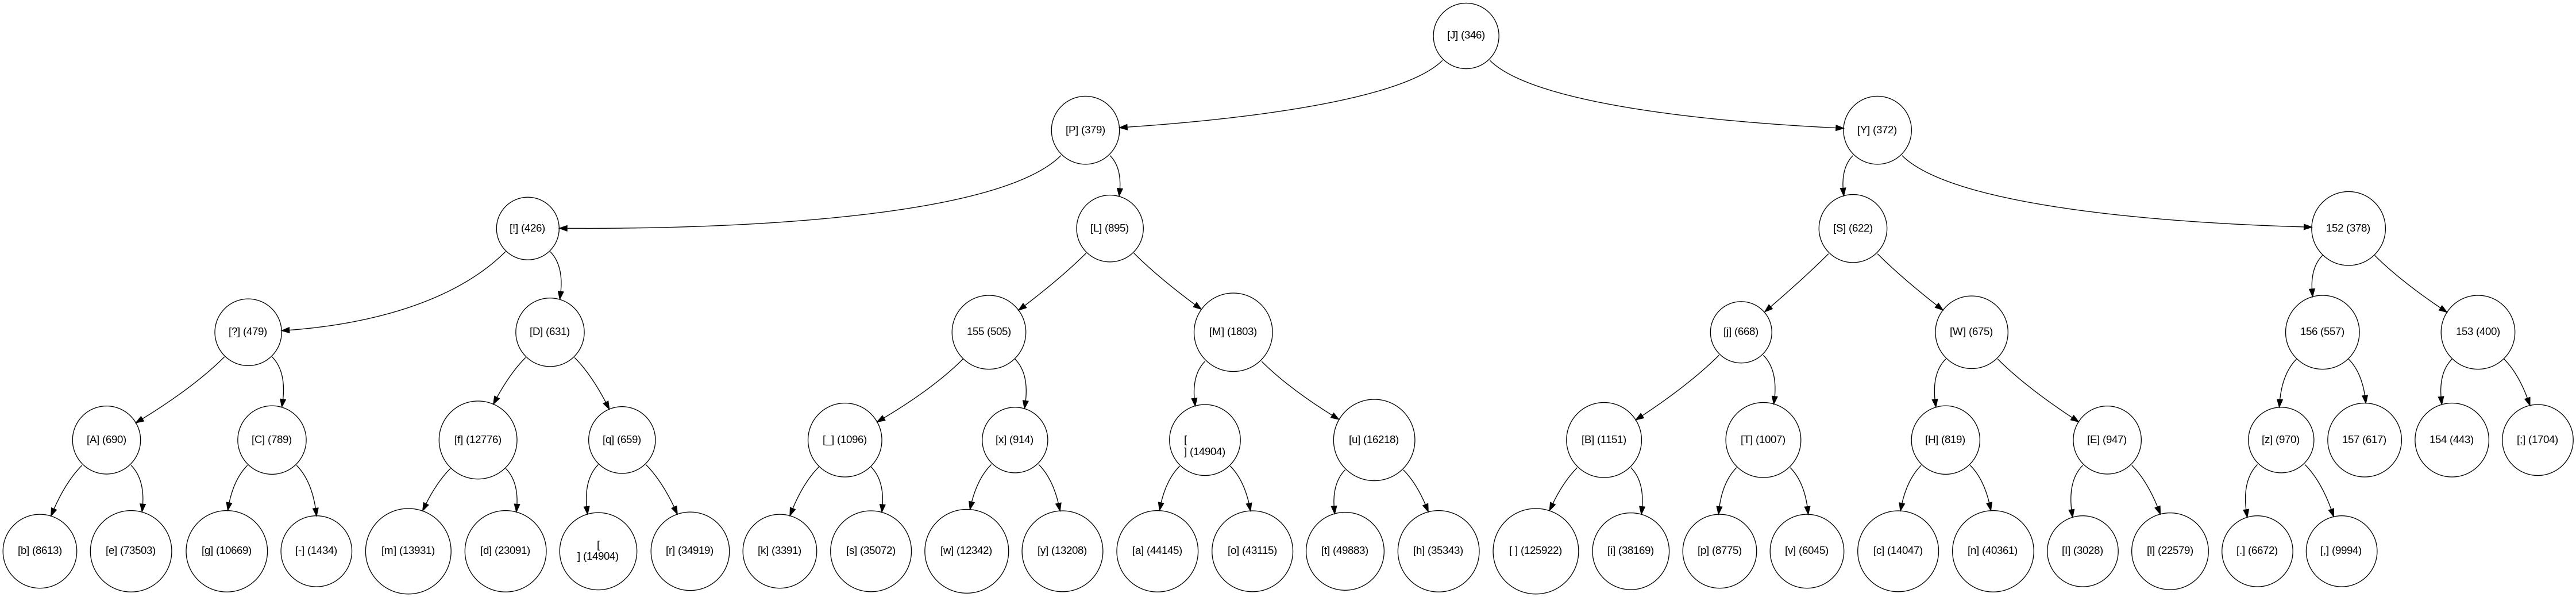 [J] (346)
[P] (379)
[Y] (372)
[!] (426)
[L] (895)
[S] (622)
152 (378)
[?] (479)
[D] (631)
155 (505)
[M] (1803)
[j] (668)
[W] (675)
156 (557)
153 (400)
[A] (690)
[C] (789)
[f] (12776)
[q] (659)
[_] (1096)
[x] (914)
[
] (14904)
[u] (16218)
[B] (1151)
[T] (1007)
[H] (819)
[E] (947)
[z] (970)
157 (617)
154 (443)
[;] (1704)
[b] (8613)
[e] (73503)
[g] (10669)
[-] (1434)
[m] (13931)
[d] (23091)
[
] (14904)
[r] (34919)
[k] (3391)
[s] (35072)
[w] (12342)
[y] (13208)
[a] (44145)
[o] (43115)
[t] (49883)
[h] (35343)
[ ] (125922)
[i] (38169)
[p] (8775)
[v] (6045)
[c] (14047)
[n] (40361)
[I] (3028)
[l] (22579)
[.] (6672)
[,] (9994)